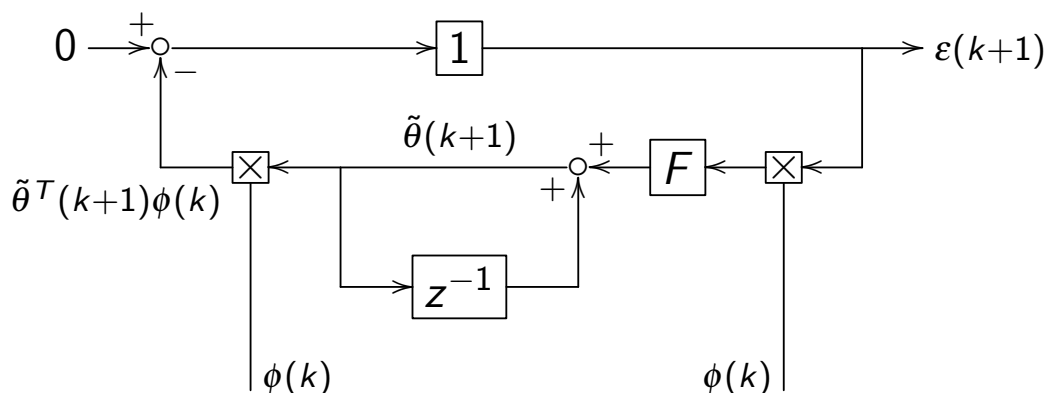 0 + − 1 ε(k+1)
θ̃(k+1) + + F
θ̃ᵀ(k+1)ϕ(k)
z⁻¹
ϕ(k) ϕ(k)